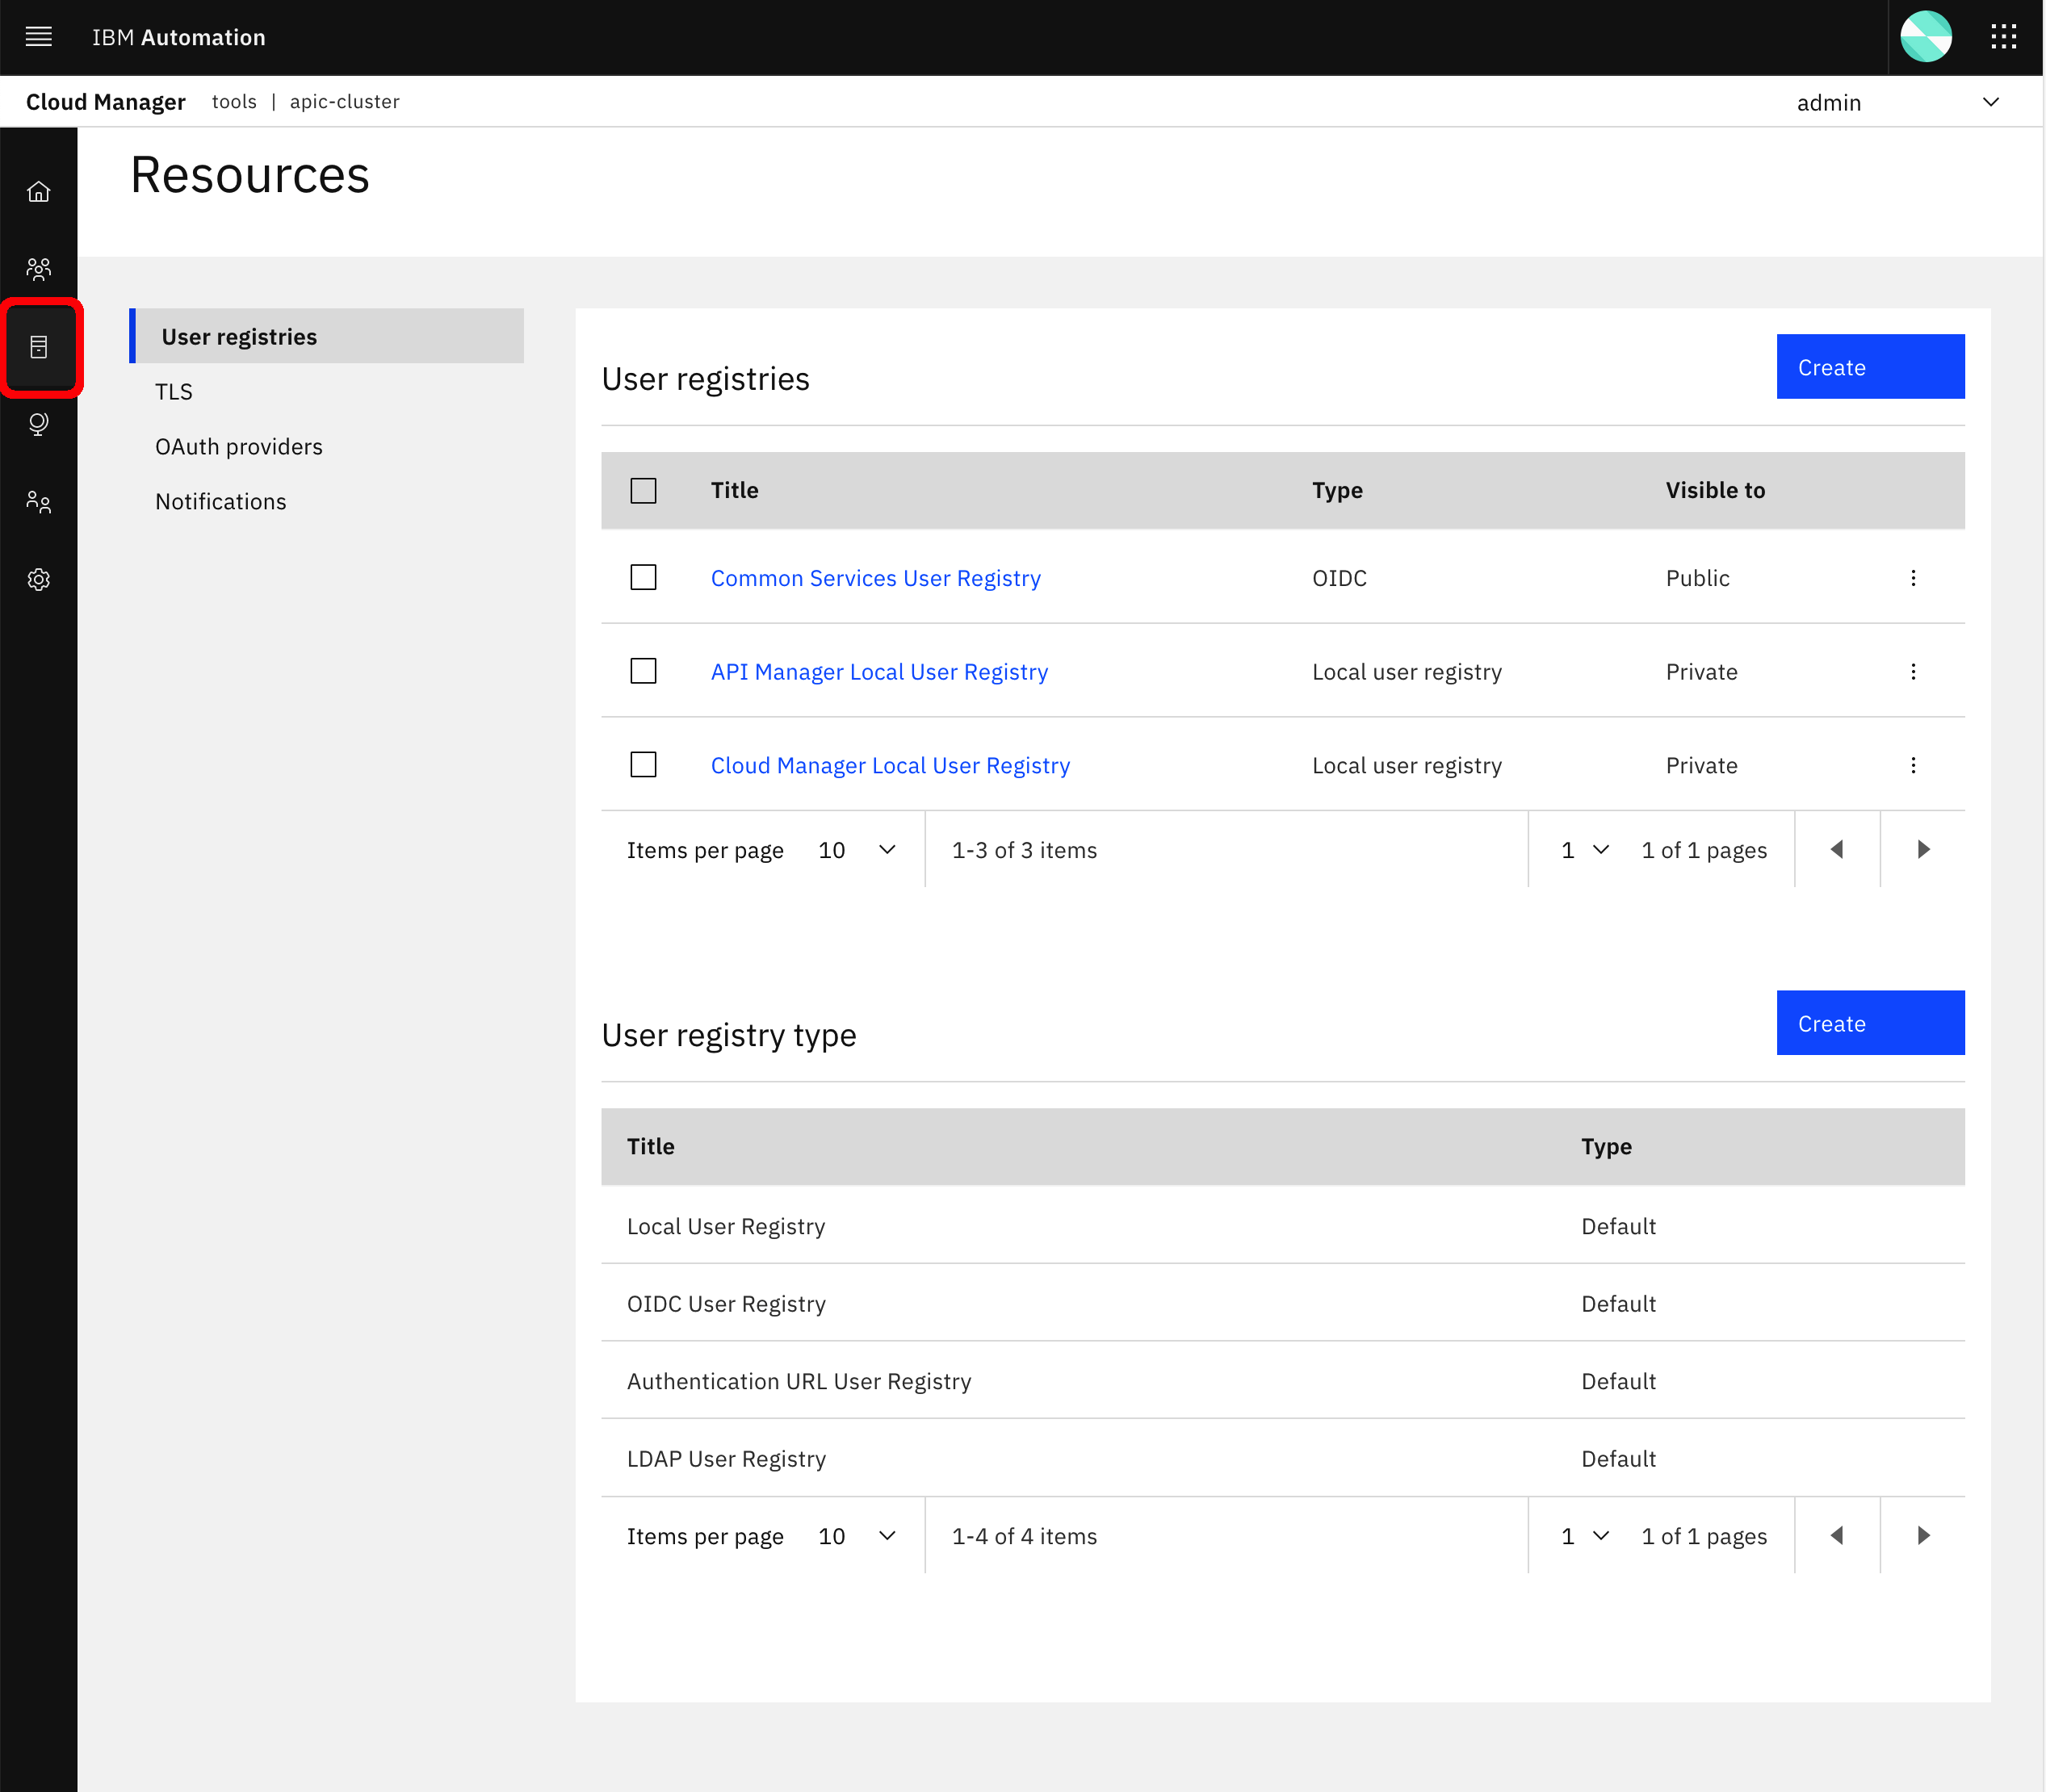 IBM Automation
Cloud Manager tools | apic-cluster admin
Resources
User registries
TLS
OAuth providers
Notifications
User registries Create
Title Type Visible to
Common Services User Registry OIDC Public
API Manager Local User Registry Local user registry Private
Cloud Manager Local User Registry Local user registry Private
Items per page 10 1-3 of 3 items 1 1 of 1 pages
User registry type Create
Title Type
Local User Registry Default
OIDC User Registry Default
Authentication URL User Registry Default
LDAP User Registry Default
Items per page 10 1-4 of 4 items 1 1 of 1 pages